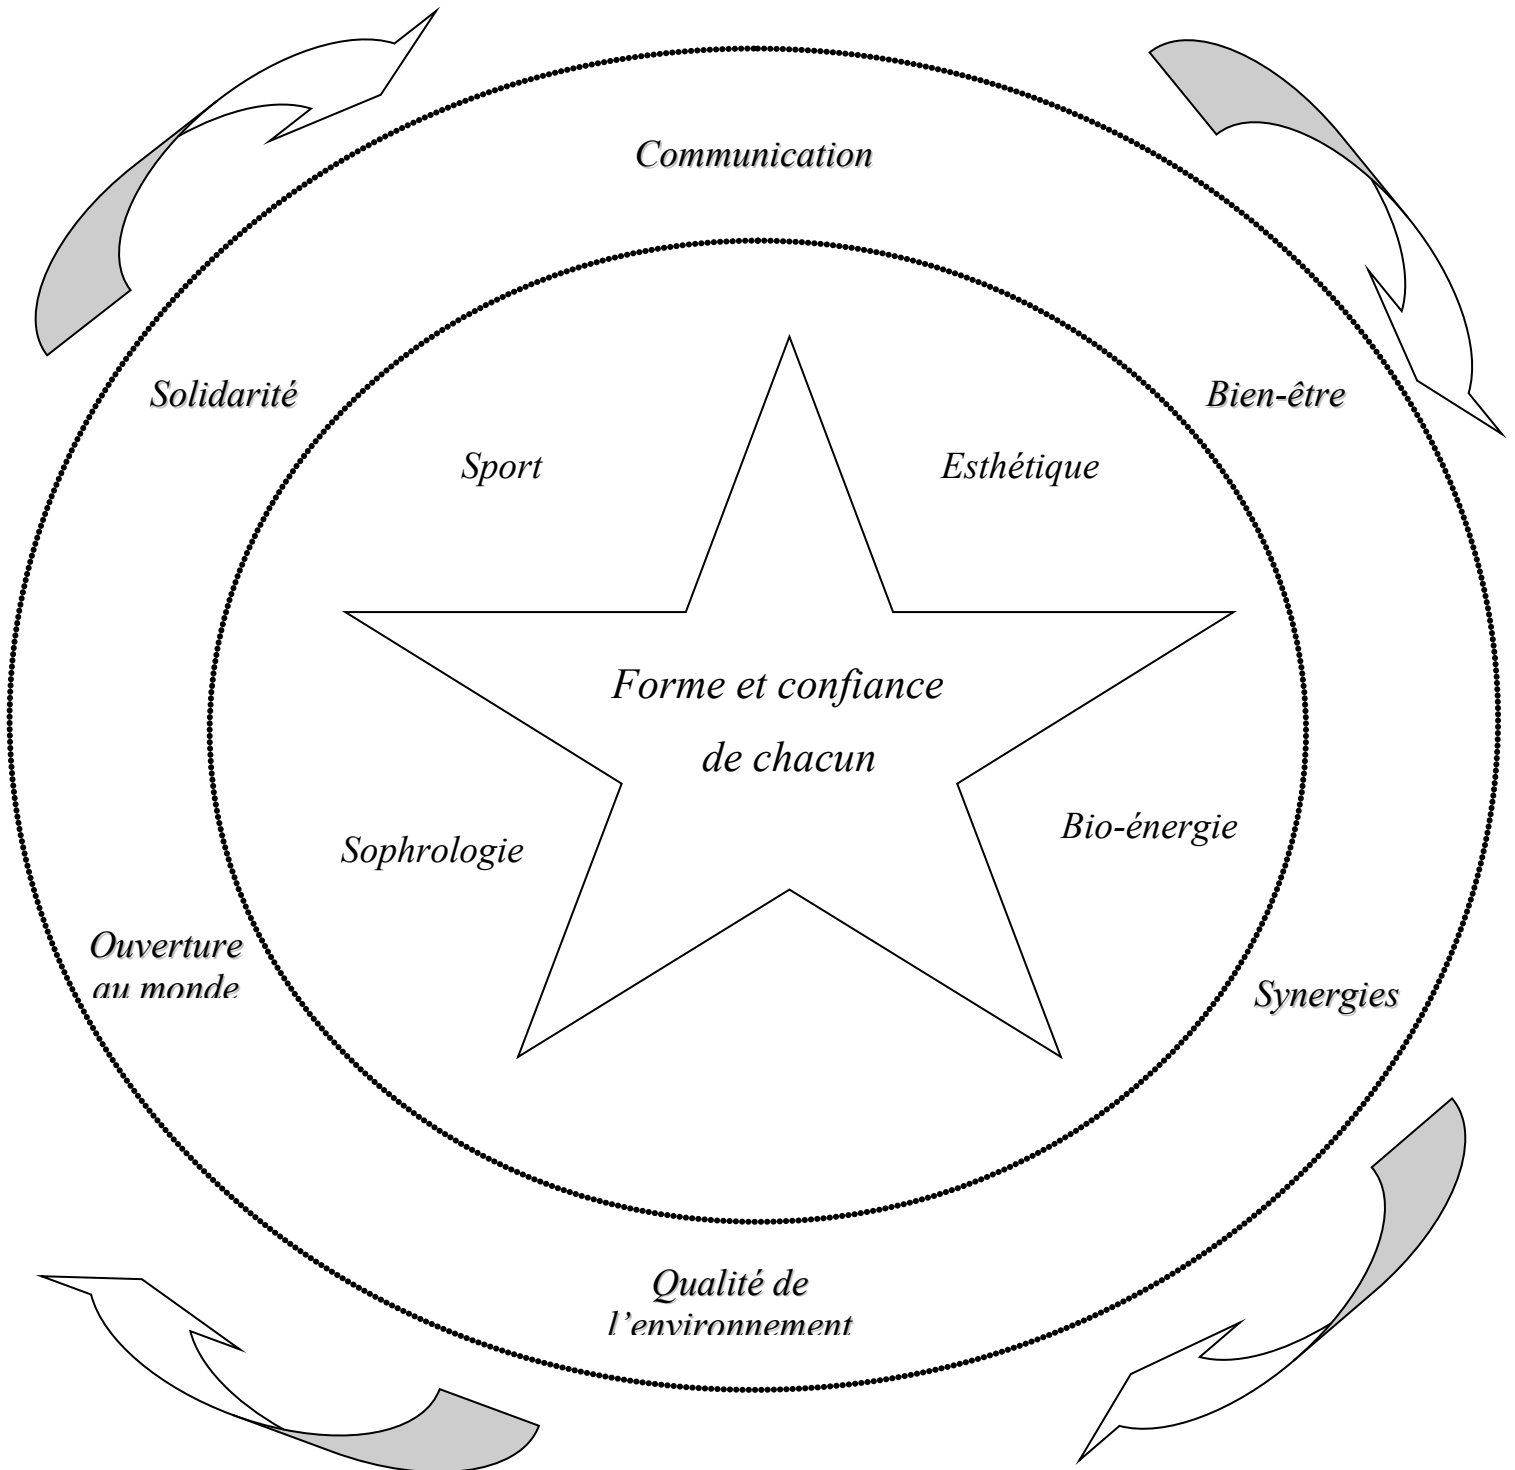 Communication
Solidarité
Bien-être
Sport
Esthétique
Forme et confiance
de chacun
Bio-énergie
Sophrologie
Ouverture
au monde
Synergies
Qualité de
l’environnement